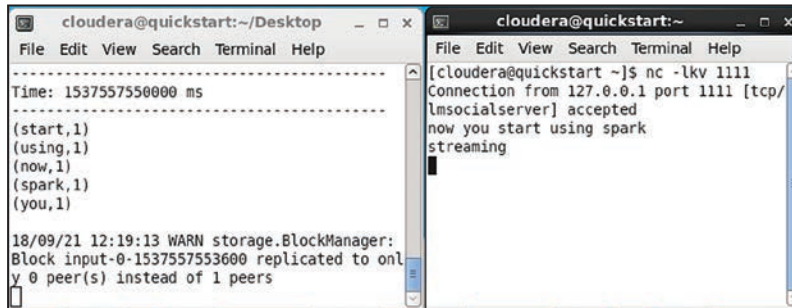 cloudera@quickstart:~/Desktop
File Edit View Search Terminal Help
-------------------------------------------
Time: 1537557550000 ms
-------------------------------------------
(start,1)
(using,1)
(now,1)
(spark,1)
(you,1)
18/09/21 12:19:13 WARN storage.BlockManager:
Block input-0-1537557553600 replicated to onl
y 0 peer(s) instead of 1 peers
cloudera@quickstart:~
File Edit View Search Terminal Help
[cloudera@quickstart ~]$ nc -lkv 1111
Connection from 127.0.0.1 port 1111 [tcp/
lmsocialserver] accepted
now you start using spark
streaming